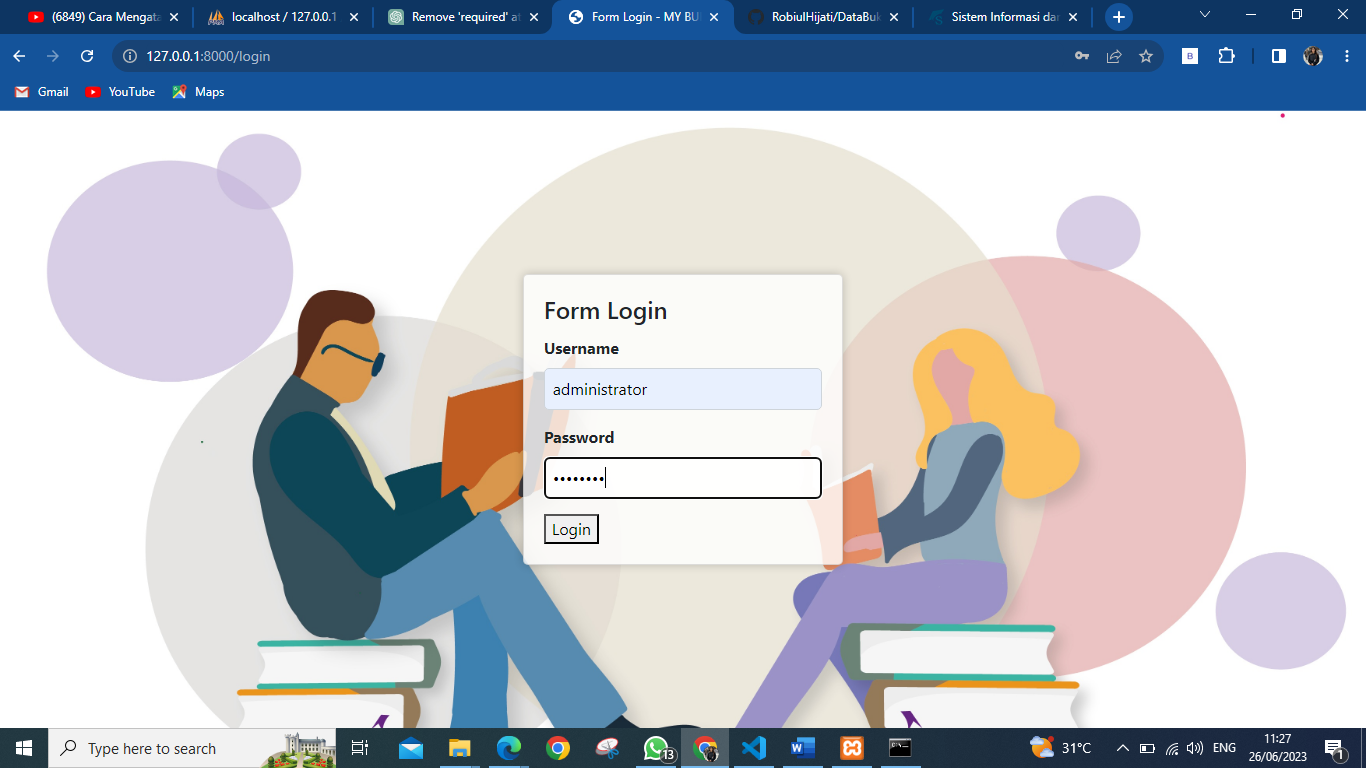 (6849) Cara Mengata
localhost / 127.0.0.1
Remove 'required' at
Form Login - MY BU
RobiulHijati/DataBuk
Sistem Informasi dar
127.0.0.1:8000/login
B
Gmail
YouTube
Maps
Form Login
Username
administrator
Password
••••••••
Login
Type here to search
13
31°C
ENG
11:27
26/06/2023
1